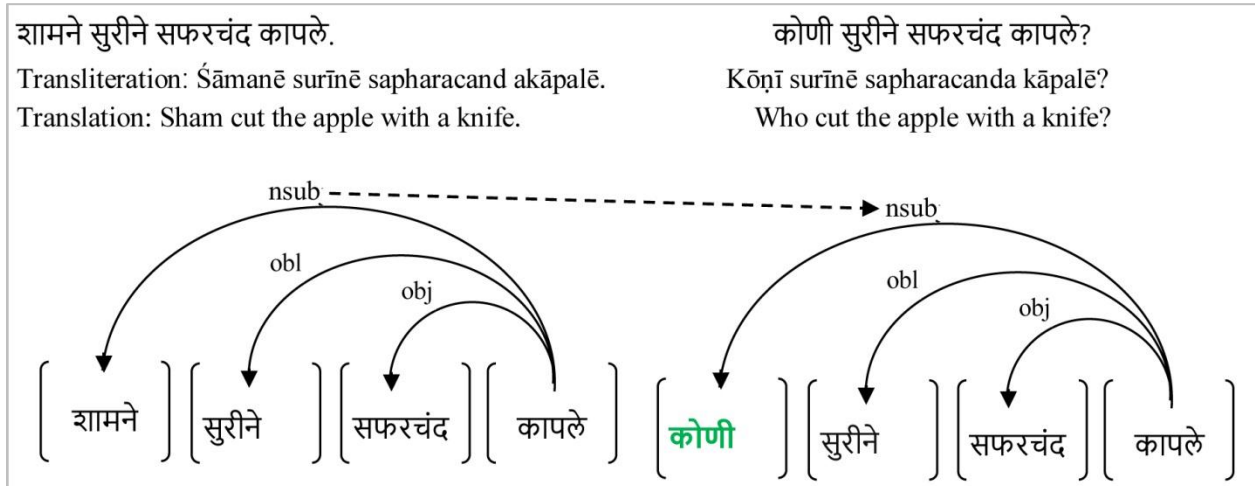 शामने सुरीने सफरचंद कापले.
Transliteration: Śāmanē surīnē sapharacand akāpalē.
Translation: Sham cut the apple with a knife.
कोणी सुरीने सफरचंद कापले?
Kōṇī surīnē sapharacanda kāpalē?
Who cut the apple with a knife?
nsub
obl
obj
शामने सुरीने सफरचंद कापले
nsub
obl
obj
कोणी सुरीने सफरचंद कापले